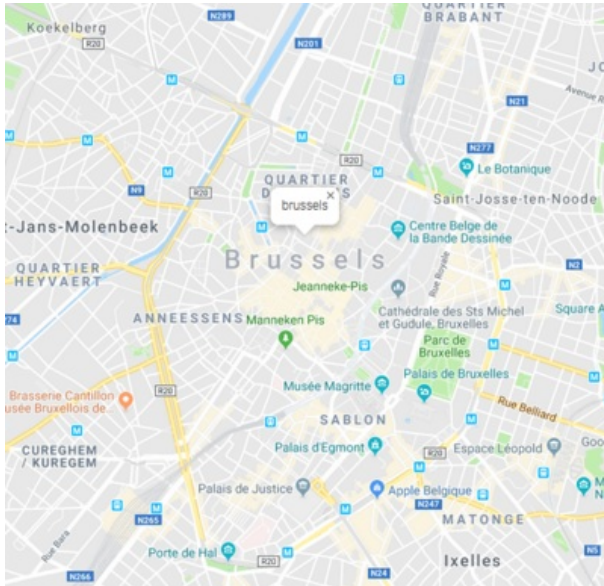 QUARTIER
BRABANT
N289
Koekelberg
R20
N201
JO
Avenue R
N21
N277
Le Botanique
R20
N9
R20
QUARTIER
D
S
brussels
×
Saint-Josse-ten-Noode
t-Jans-Molenbeek
Centre Belge de
la Bande Dessinée
Rue Royale
Brussels
QUARTIER
HEYVAERT
N2
Jeanneke-Pis
Cathédrale des Sts Michel
et Gudule, Bruxelles
Square A
N274
ANNEESSENS
Manneken Pis
Parc de
Bruxelles
Palais de Bruxelles
Musée Magritte
R20
Brasserie Cantillon
usée Bruxellois de...
Rue Belliard
SABLON
CUREGHEM
/ KUREGEM
Palais d'Egmont
R20
Espace Léopold
Goo
Palais de Justice
Apple Belgique
M
N
N247
N265
MATONGE
Rue Bara
Porte de Hal
R20
Ixelles
N5
N266
N24